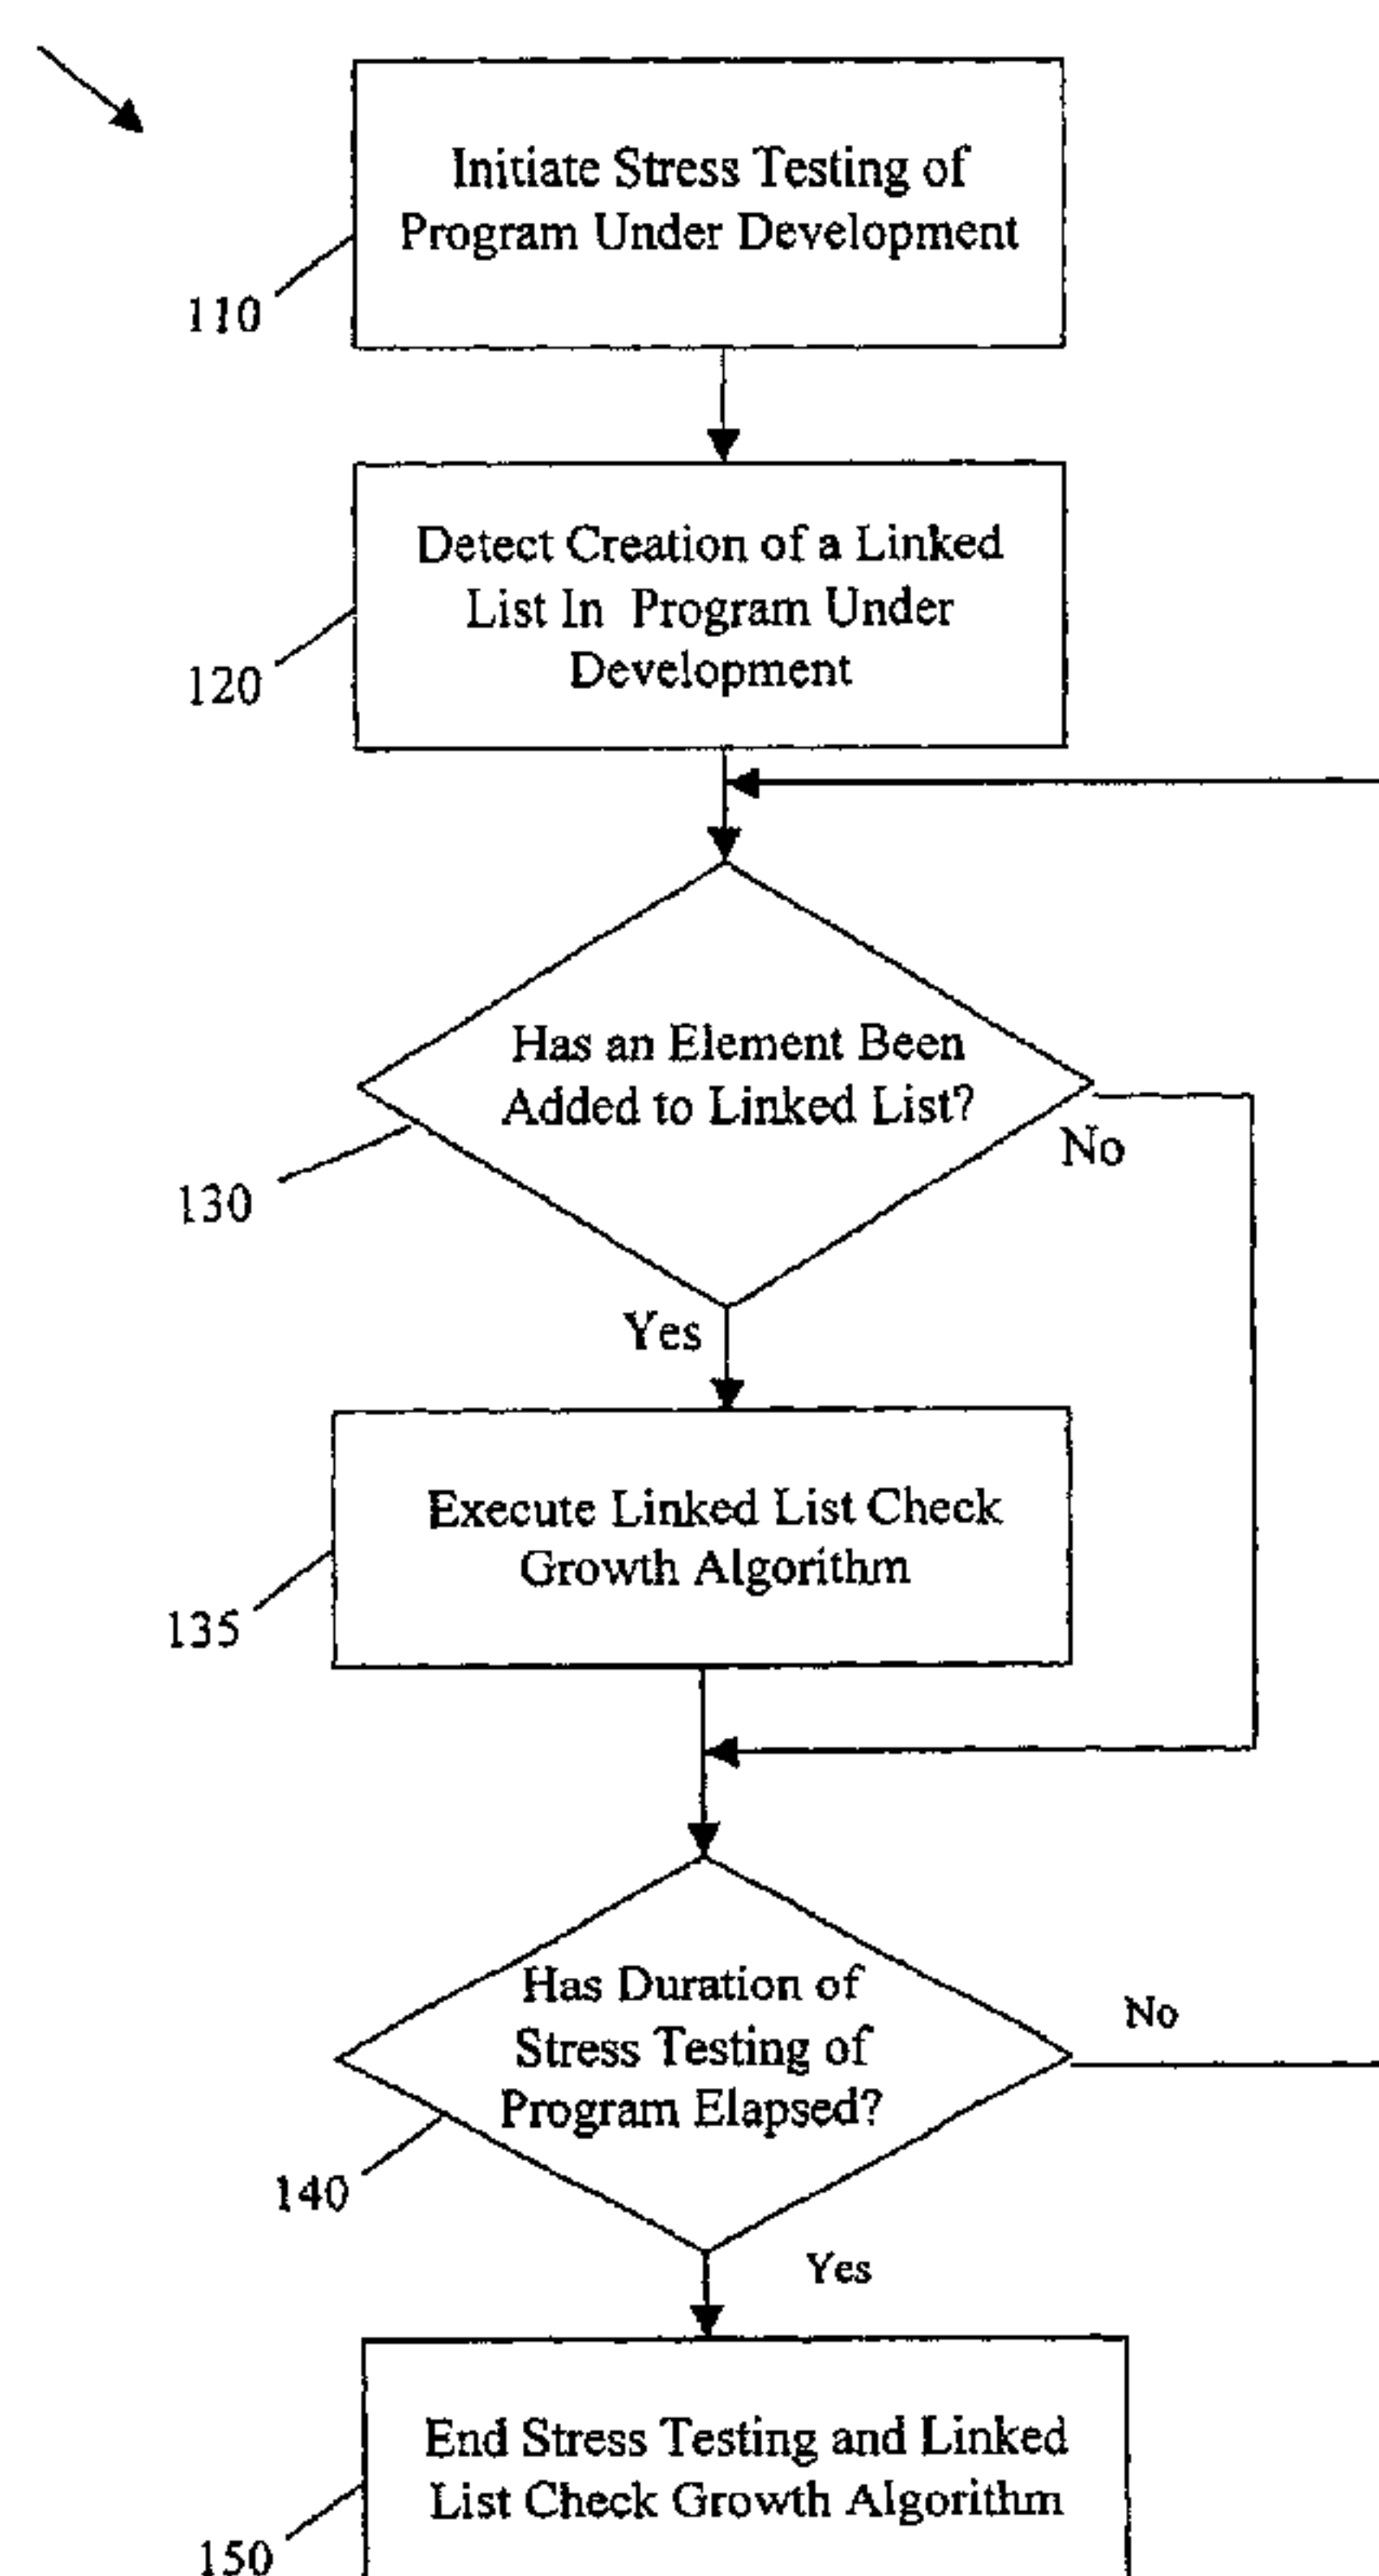 Initiate Stress Testing of
Program Under Development
110
Detect Creation of a Linked
List In Program Under
Development
120
Has an Element Been
Added to Linked List?
No
130
Yes
Execute Linked List Check
Growth Algorithm
135
Has Duration of
Stress Testing of
Program Elapsed?
No
140
Yes
End Stress Testing and Linked
List Check Growth Algorithm
150